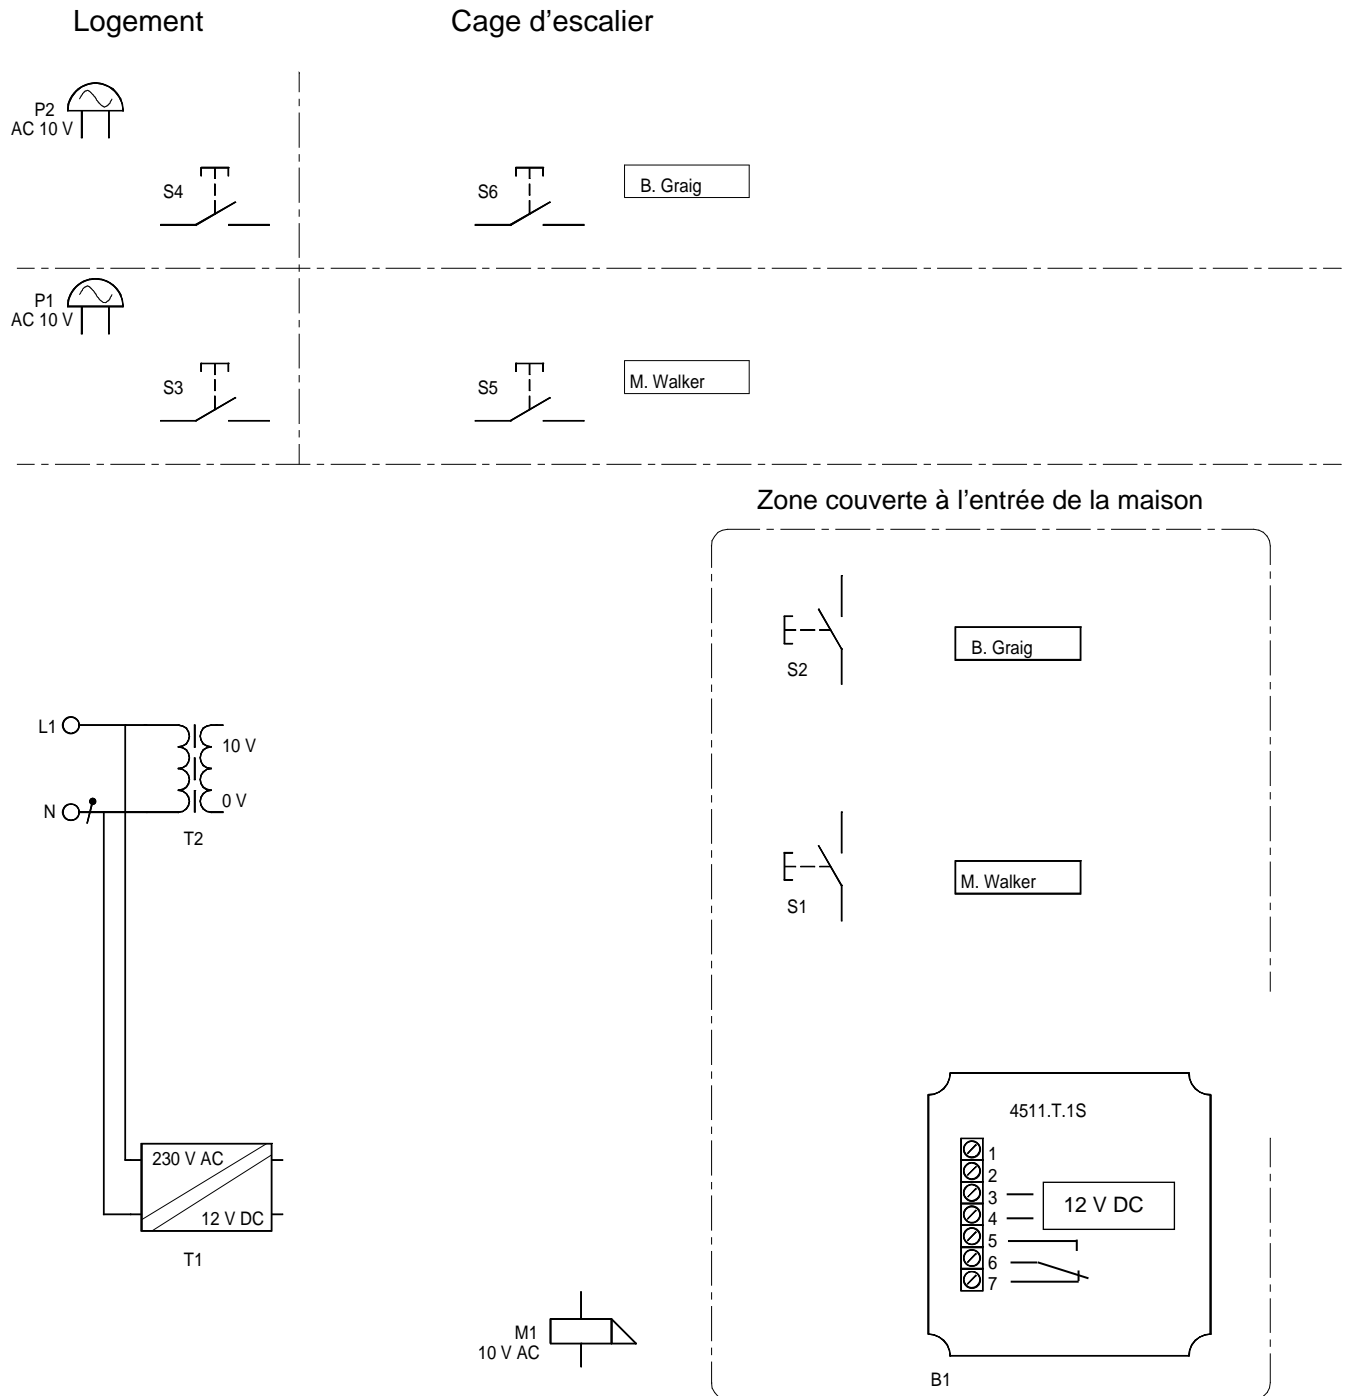 Logement
Cage d'escalier
P2
AC 10 V
S4
S6
B. Graig
P1
AC 10 V
S3
S5
M. Walker
Zone couverte à l'entrée de la maison
S2
B. Graig
L1
10 V
N
0 V
T2
S1
M. Walker
4511.T.1S
1
2
3
4
5
6
7
12 V DC
230 V AC
12 V DC
T1
M1
10 V AC
B1